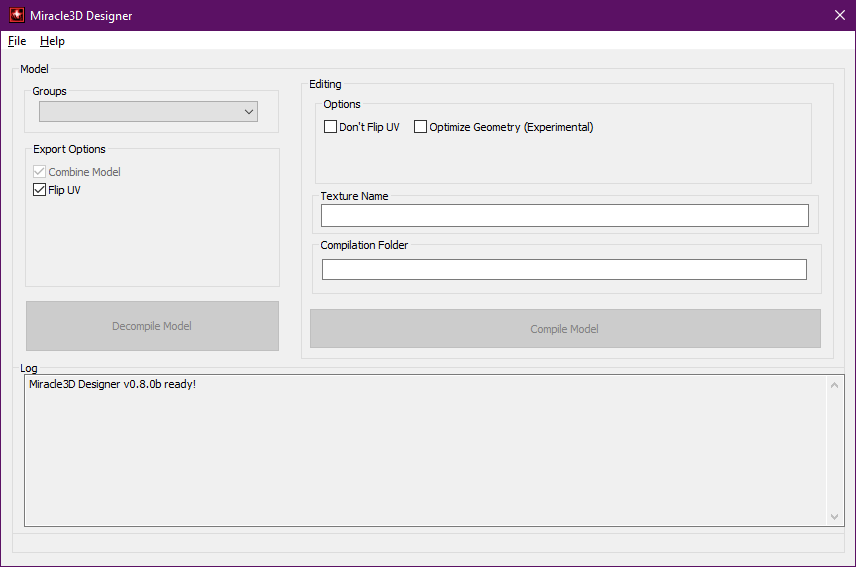 Miracle3D Designer
File Help
Model
Groups
Export Options
Combine Model
Flip UV
Decompile Model
Editing
Options
Don't Flip UV Optimize Geometry (Experimental)
Texture Name
Compilation Folder
Compile Model
Log
Miracle3D Designer v0.8.0b ready!